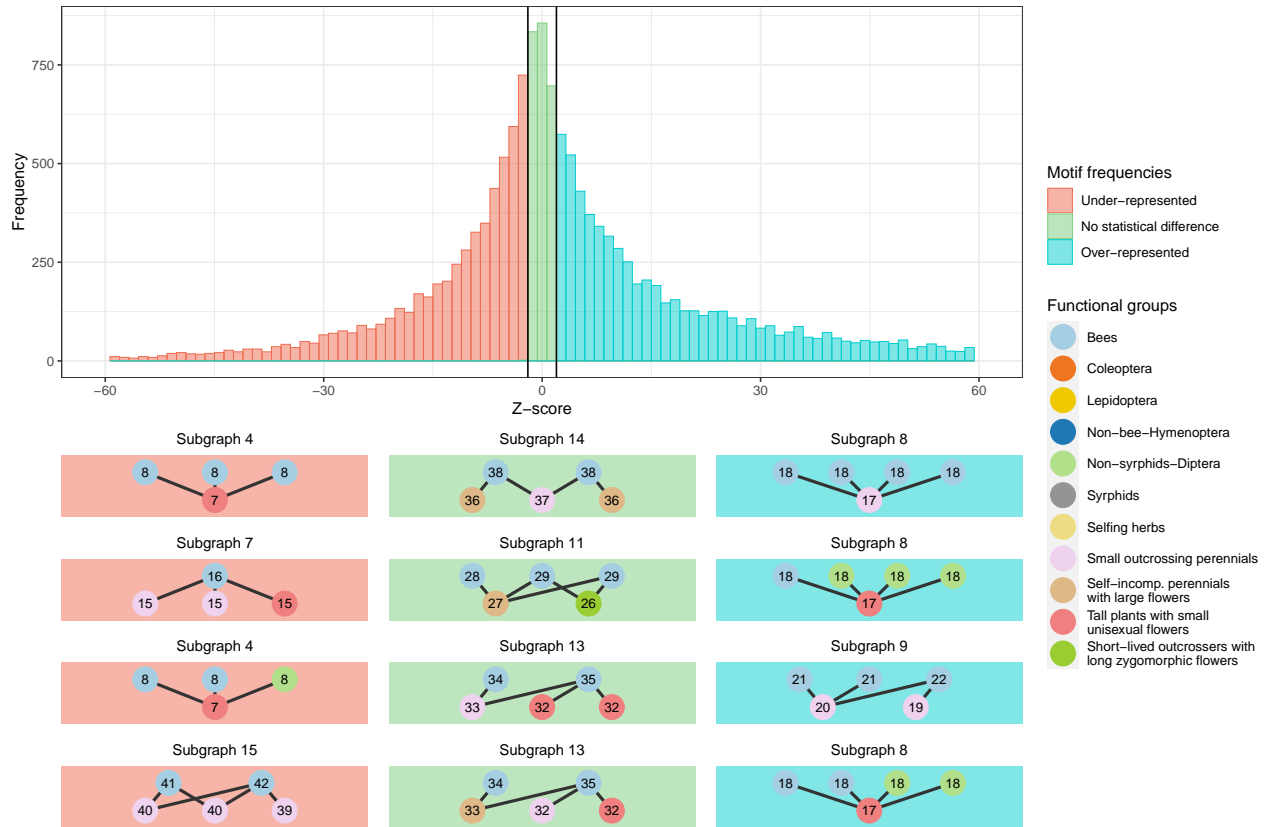 750
500
250
0
Frequency
−60
−30
0
30
60
Z−score
Motif frequencies
Under−represented
No statistical difference
Over−represented
Functional groups
Bees
Coleoptera
Lepidoptera
Non−bee−Hymenoptera
Non−syrphids−Diptera
Syrphids
Selfing herbs
Small outcrossing perennials
Self−incomp. perennials
with large flowers
Tall plants with small
unisexual flowers
Short−lived outcrossers with
long zygomorphic flowers
Subgraph 4
8 8 8
7
Subgraph 14
38 38
36 37 36
Subgraph 8
18 18 18 18
17
Subgraph 7
16
15 15 15
Subgraph 11
28 29 29
27 26
Subgraph 8
18 18 18 18
17
Subgraph 4
8 8 8
7
Subgraph 13
34 35
33 32 32
Subgraph 9
21 21 22
20 19
Subgraph 15
41 42
40 40 39
Subgraph 13
34 35
33 32 32
Subgraph 8
18 18 18 18
17